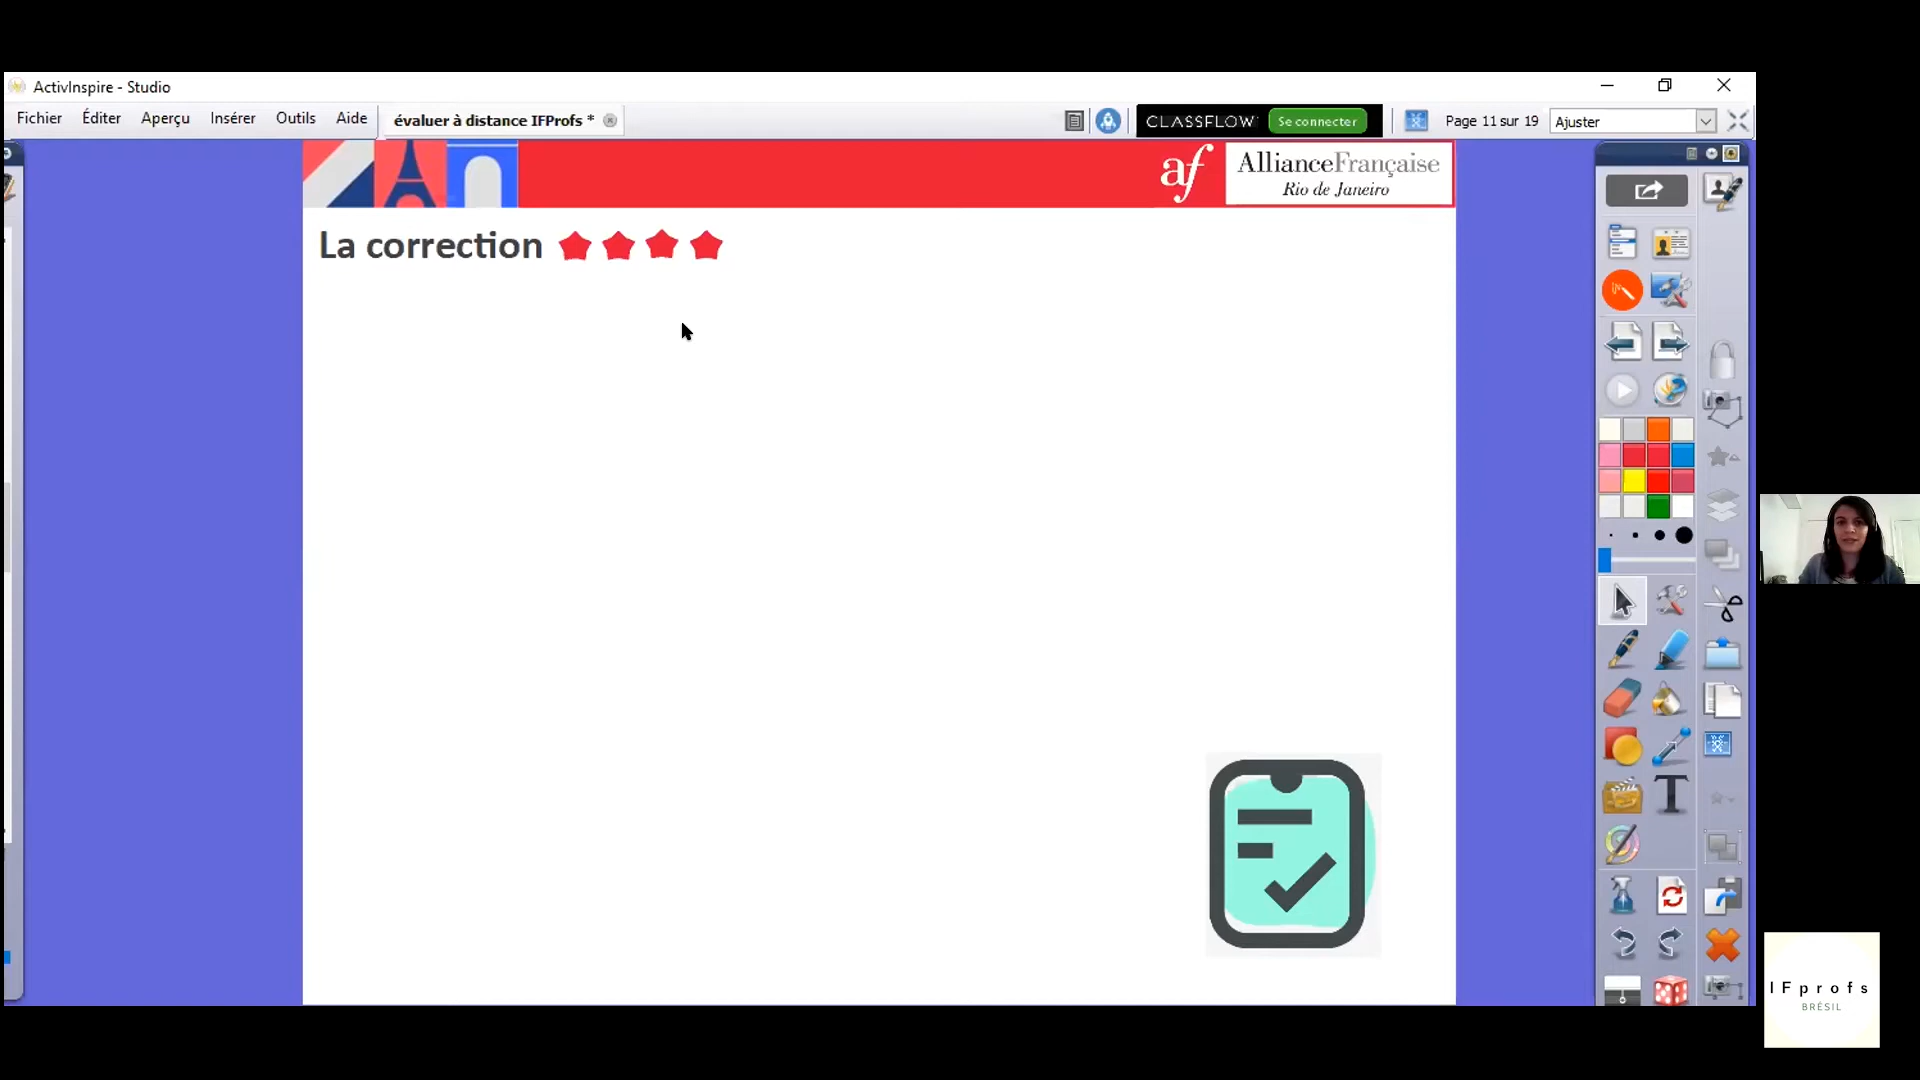 ActivInspire - Studio
Fichier Éditer Aperçu Insérer Outils Aide
évaluer à distance IFProfs *
CLASSFLOW Se connecter
Page 11 sur 19
Ajuster
af AllianceFrançaise
Rio de Janeiro
La correction
T
IFprofs
BRÉSIL